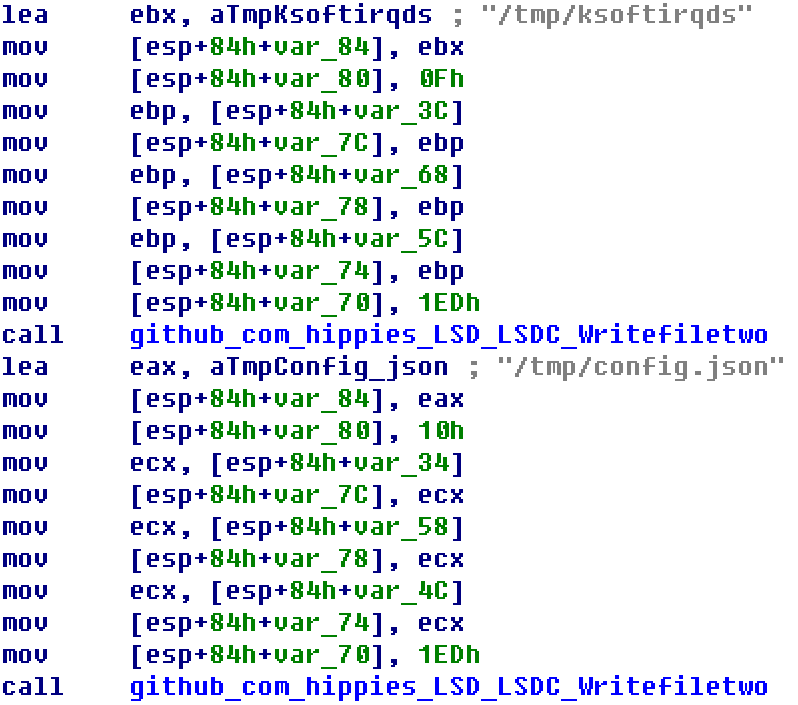 lea ebx, aTmpKsoftirqds ; "/tmp/ksoftirqds"
mov [esp+84h+var_84], ebx
mov [esp+84h+var_80], 0Fh
mov ebp, [esp+84h+var_3C]
mov [esp+84h+var_7C], ebp
mov ebp, [esp+84h+var_68]
mov [esp+84h+var_78], ebp
mov ebp, [esp+84h+var_5C]
mov [esp+84h+var_74], ebp
mov [esp+84h+var_70], 1EDh
call github_com_hippies_LSD_LSDC_Writefiletwo
lea eax, aTmpConfig_json ; "/tmp/config.json"
mov [esp+84h+var_84], eax
mov [esp+84h+var_80], 10h
mov ecx, [esp+84h+var_34]
mov [esp+84h+var_7C], ecx
mov ecx, [esp+84h+var_58]
mov [esp+84h+var_78], ecx
mov ecx, [esp+84h+var_4C]
mov [esp+84h+var_74], ecx
mov [esp+84h+var_70], 1EDh
call github_com_hippies_LSD_LSDC_Writefiletwo